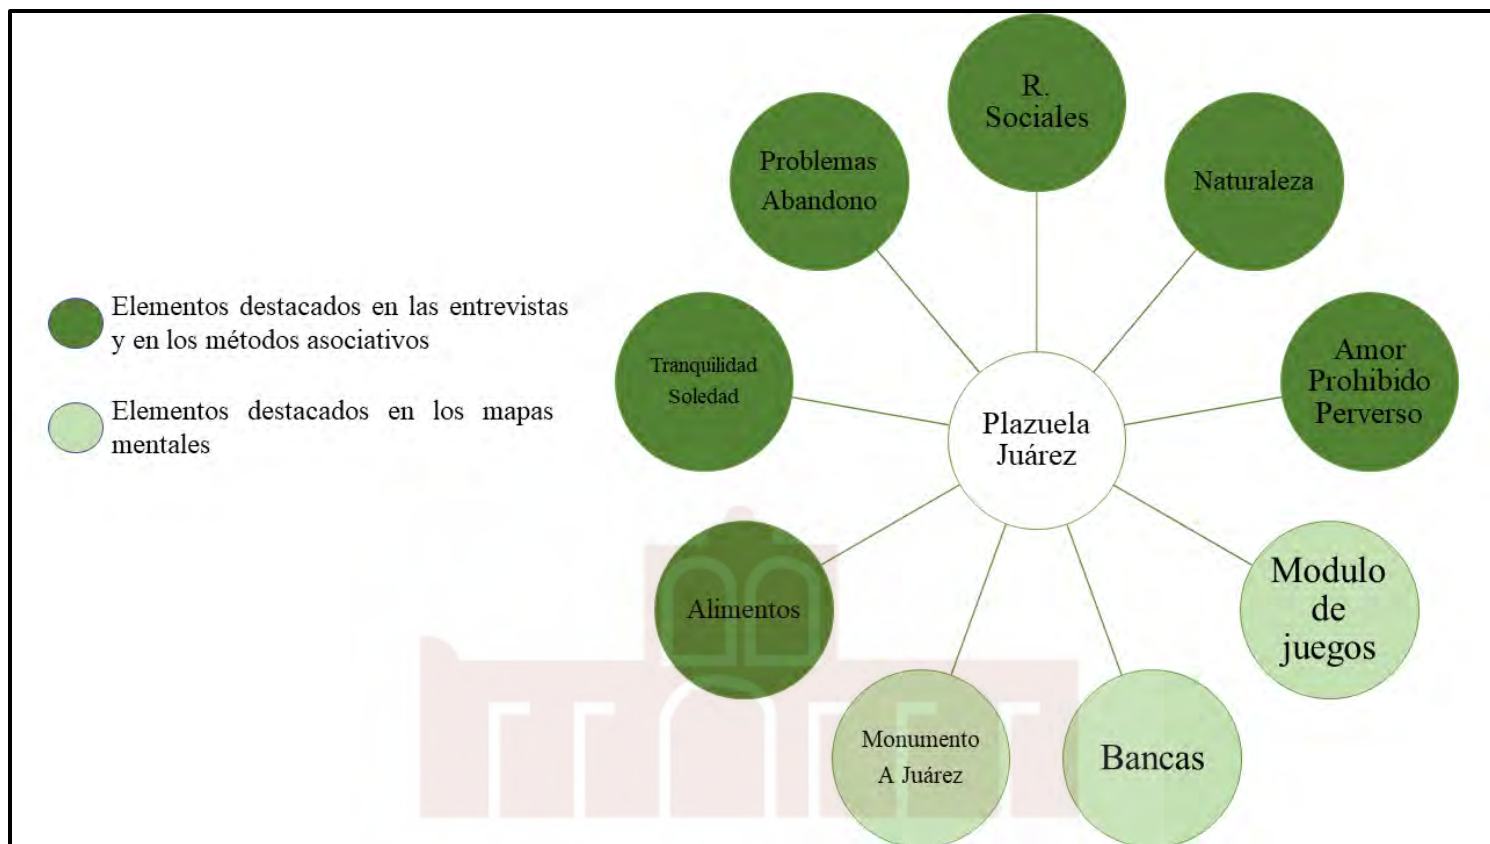 Elementos destacados en las entrevistas
y en los métodos asociativos
Elementos destacados en los mapas
mentales
R.
Sociales
Naturaleza
Amor
Prohibido
Perverso
Modulo
de
juegos
Bancas
Monumento
A Juárez
Alimentos
Tranquilidad
Soledad
Problemas
Abandono
Plazuela
Juárez